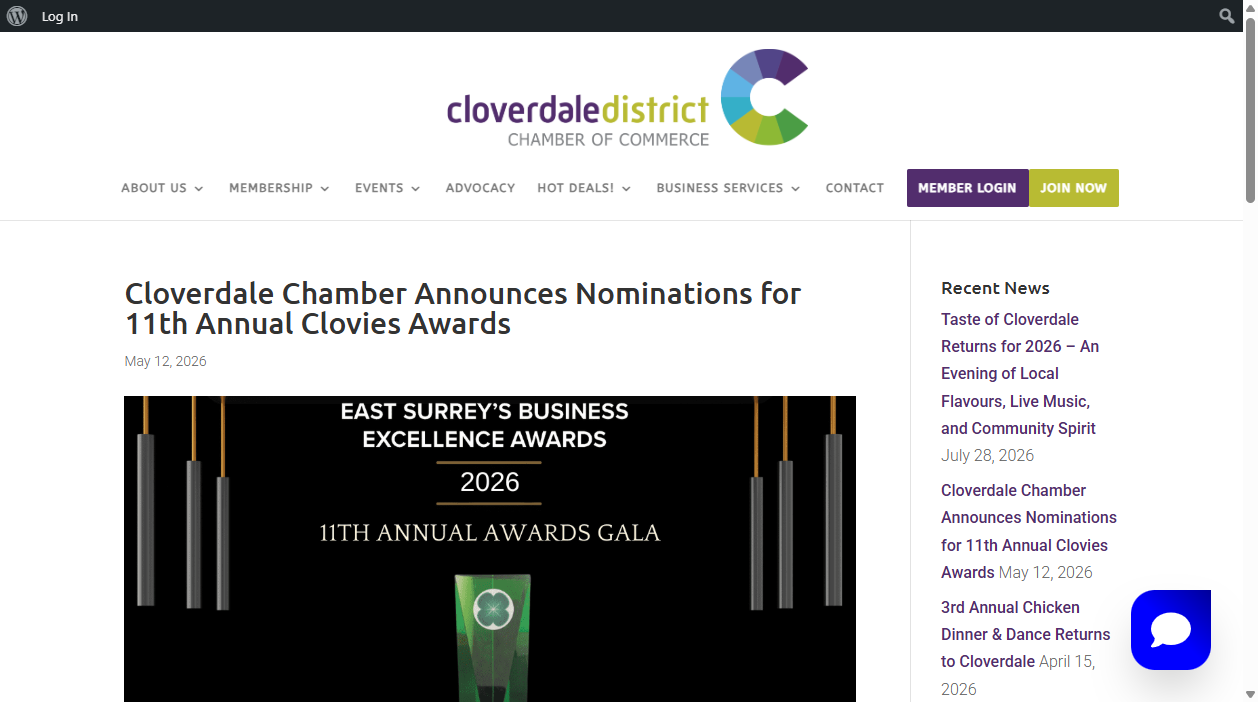 Log In
cloverdaledistrict
CHAMBER OF COMMERCE
ABOUT US MEMBERSHIP EVENTS ADVOCACY HOT DEALS! BUSINESS SERVICES CONTACT MEMBER LOGIN JOIN NOW
Cloverdale Chamber Announces Nominations for
11th Annual Clovies Awards
May 12, 2026
EAST SURREY'S BUSINESS
EXCELLENCE AWARDS
2026
11TH ANNUAL AWARDS GALA
Recent News
Taste of Cloverdale
Returns for 2026 – An
Evening of Local
Flavours, Live Music,
and Community Spirit
July 28, 2026
Cloverdale Chamber
Announces Nominations
for 11th Annual Clovies
Awards May 12, 2026
3rd Annual Chicken
Dinner & Dance Returns
to Cloverdale April 15,
2026